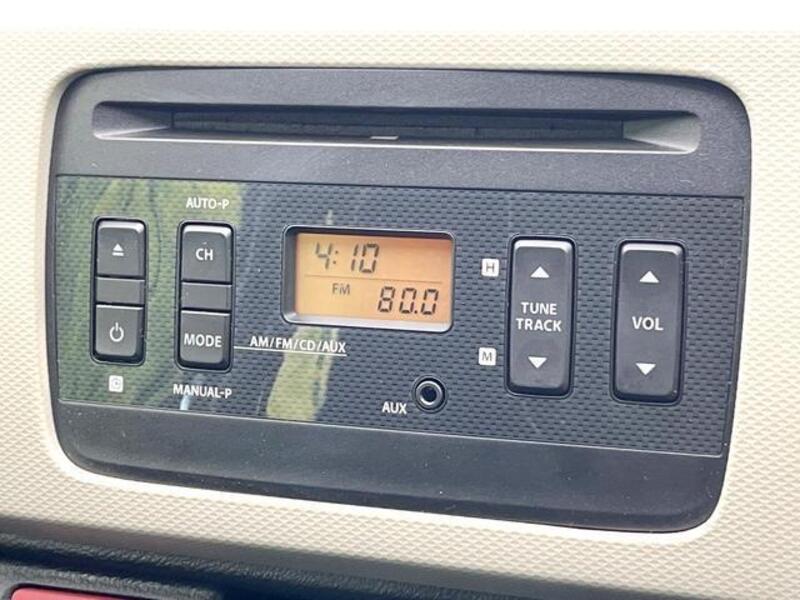 AUTO-P
CH
MODE
AM/FM/CD/AUX
MANUAL-P
4:10
FM
80.0
AUX
H
M
TUNE
TRACK
VOL